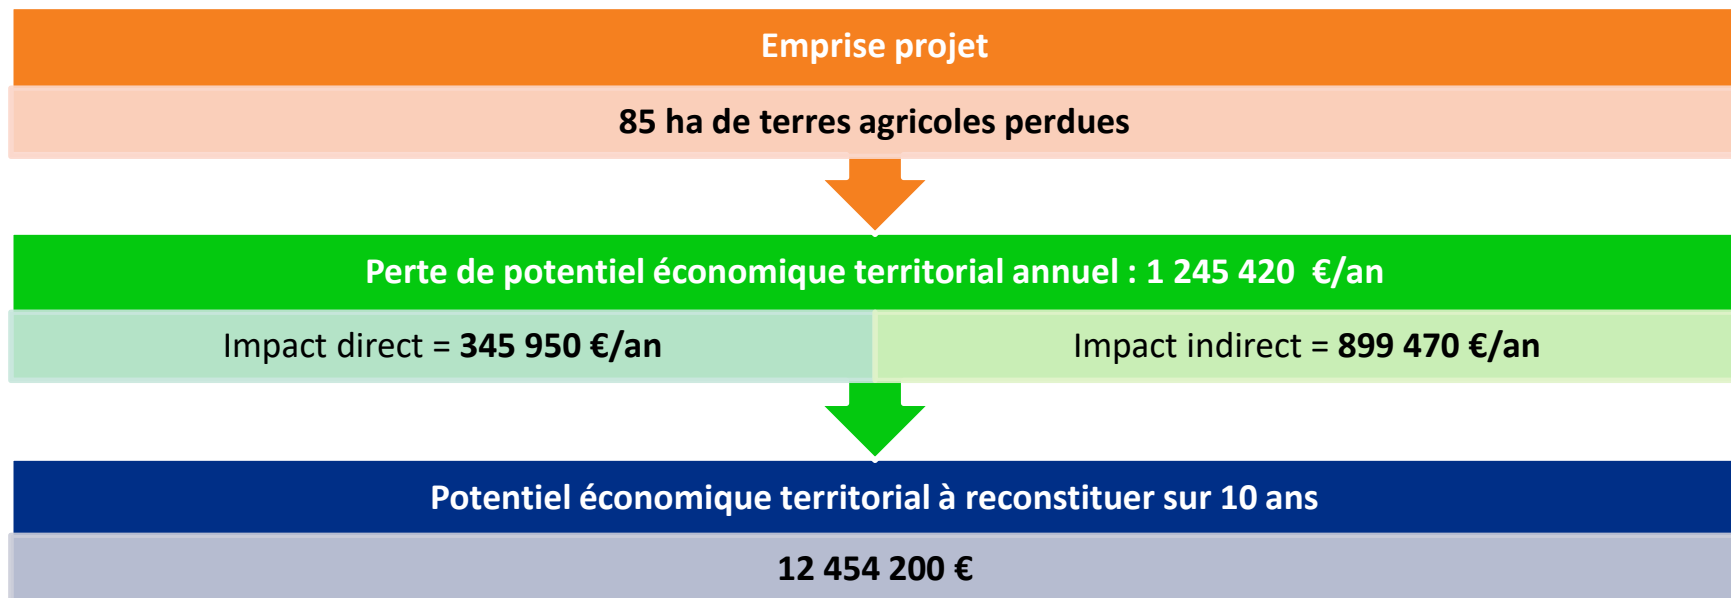 Emprise projet
85 ha de terres agricoles perdues
Perte de potentiel économique territorial annuel : 1 245 420  €/an
Impact direct = 345 950 €/an
Impact indirect = 899 470 €/an
Potentiel économique territorial à reconstituer sur 10 ans
12 454 200 €